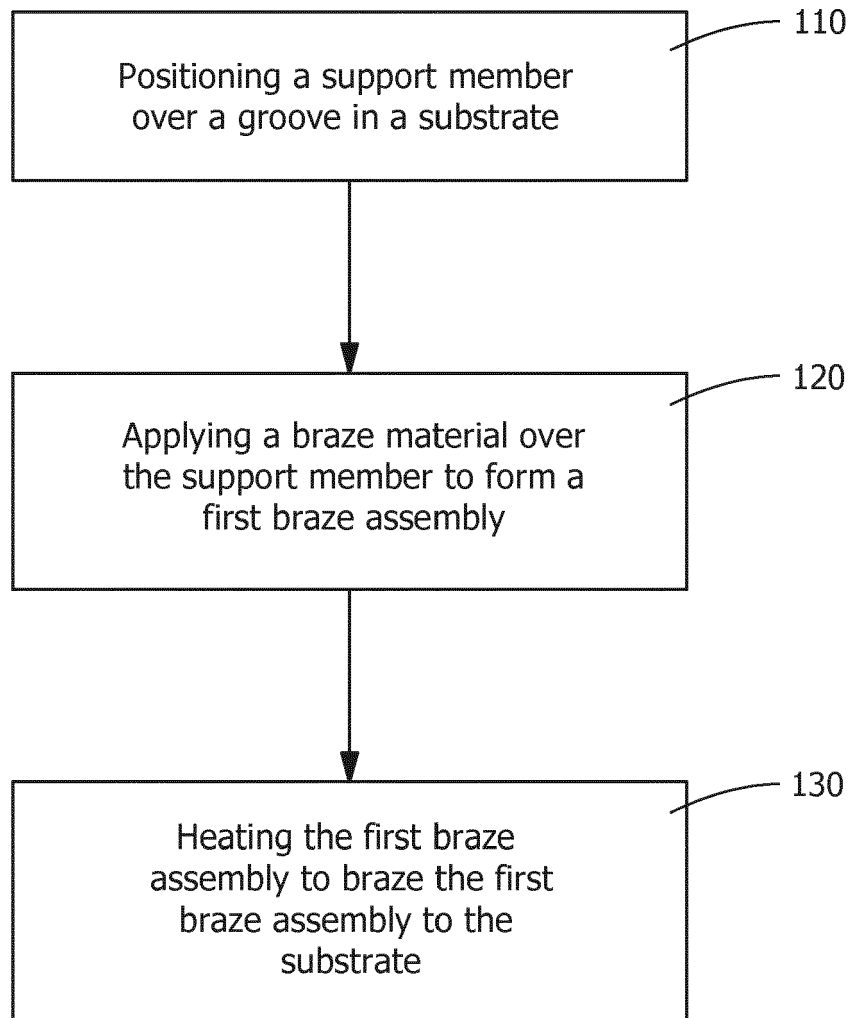 110
Positioning a support member
over a groove in a substrate
120
Applying a braze material over
the support member to form a
first braze assembly
130
Heating the first braze
assembly to braze the first
braze assembly to the
substrate